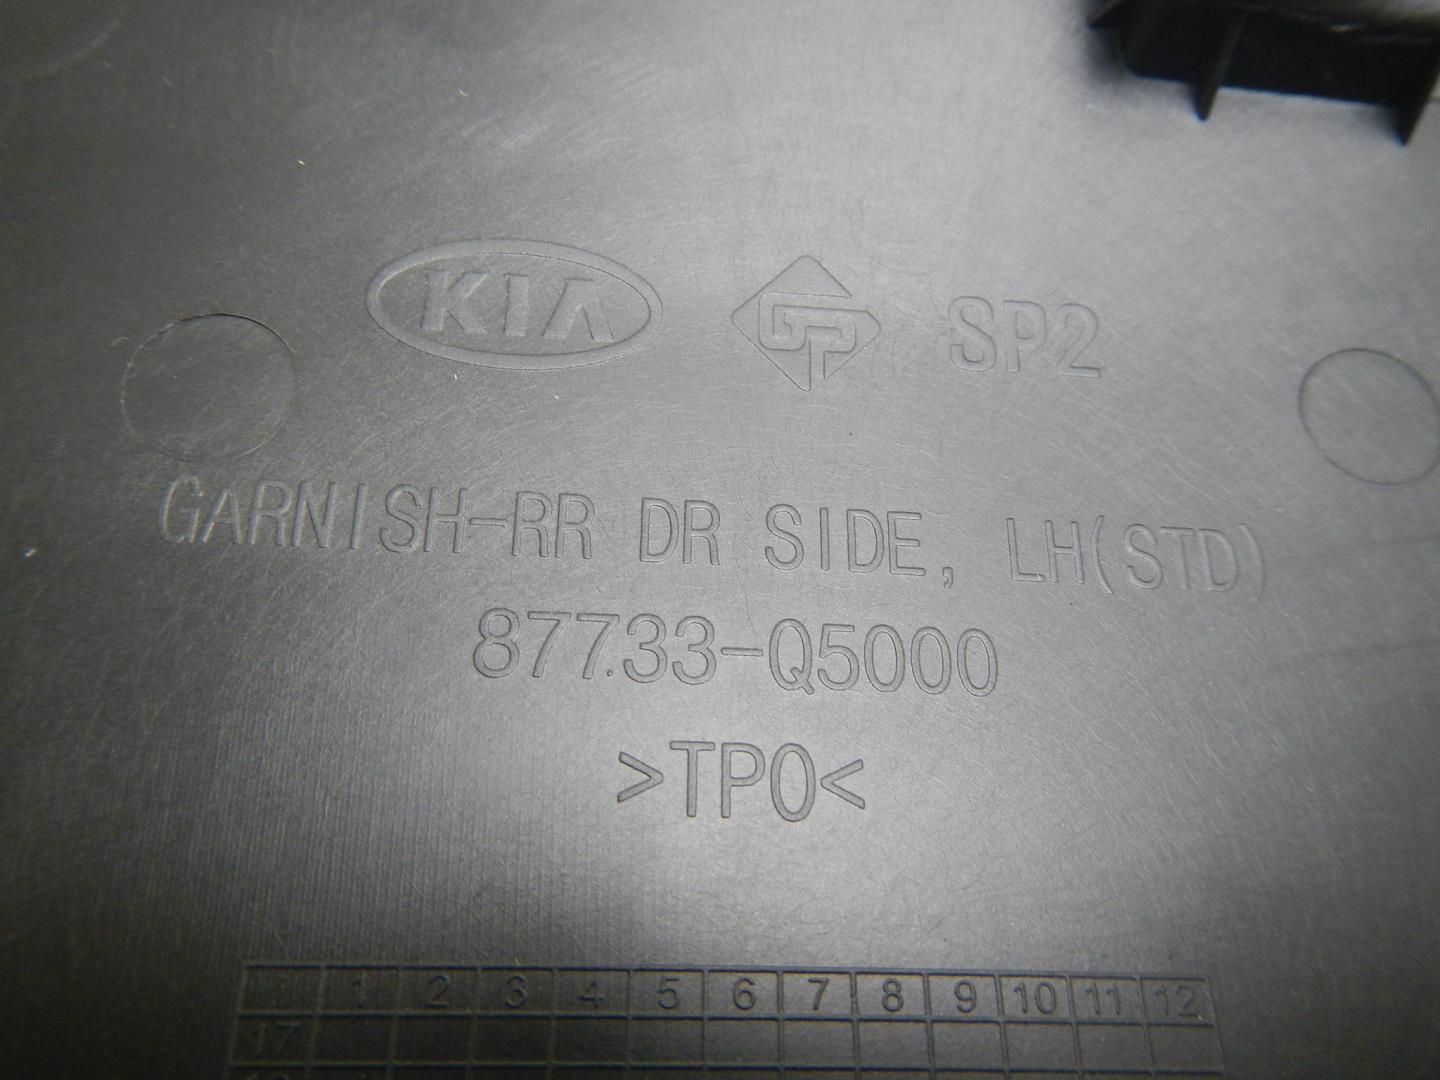 KIA GP SP2
GARNISH-RR DR SIDE, LH(STD)
87733-Q5000
>TPO<
1 2 3 4 5 6 7 8 9 10 11 12
17